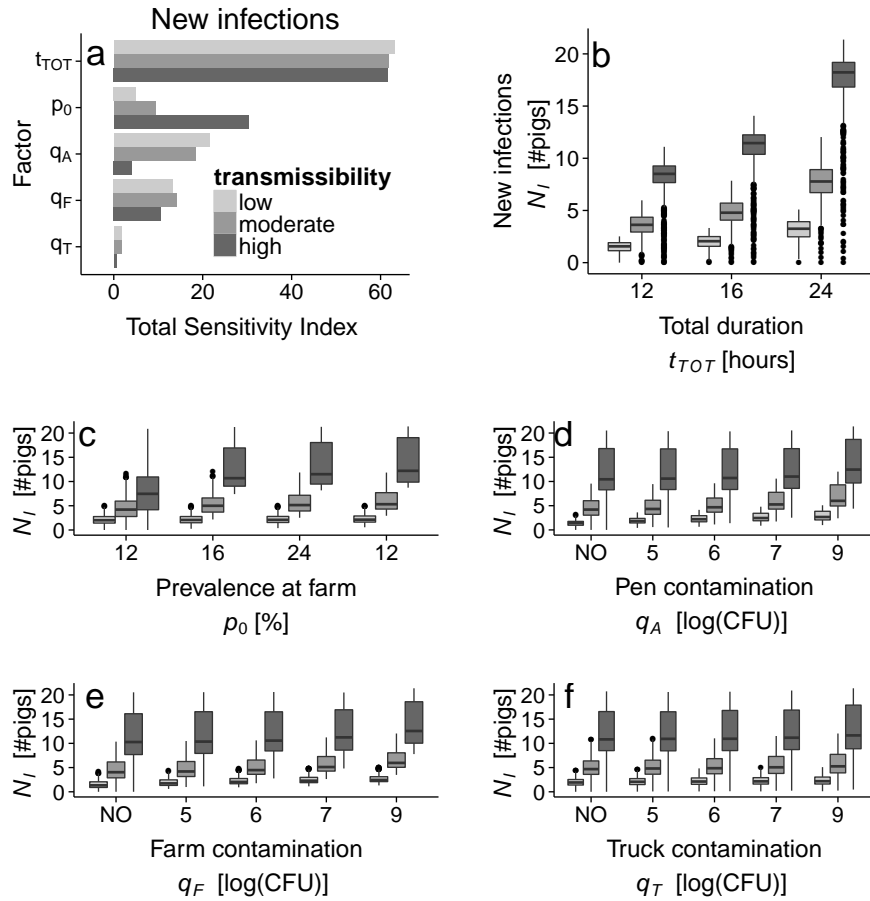 New infections
a
t_TOT
p_0
q_A
q_F
q_T
Factor
transmissibility
low
moderate
high
0 20 40 60
Total Sensitivity Index
b
New infections
N_I [#pigs]
20
15
10
5
0
12 16 24
Total duration
t_TOT [hours]
c
N_I [#pigs]
20
15
10
5
0
12 16 24 12
Prevalence at farm
p_0 [%]
d
N_I [#pigs]
20
15
10
5
0
NO 5 6 7 9
Pen contamination
q_A [log(CFU)]
e
N_I [#pigs]
20
15
10
5
0
NO 5 6 7 9
Farm contamination
q_F [log(CFU)]
f
N_I [#pigs]
20
15
10
5
0
NO 5 6 7 9
Truck contamination
q_T [log(CFU)]